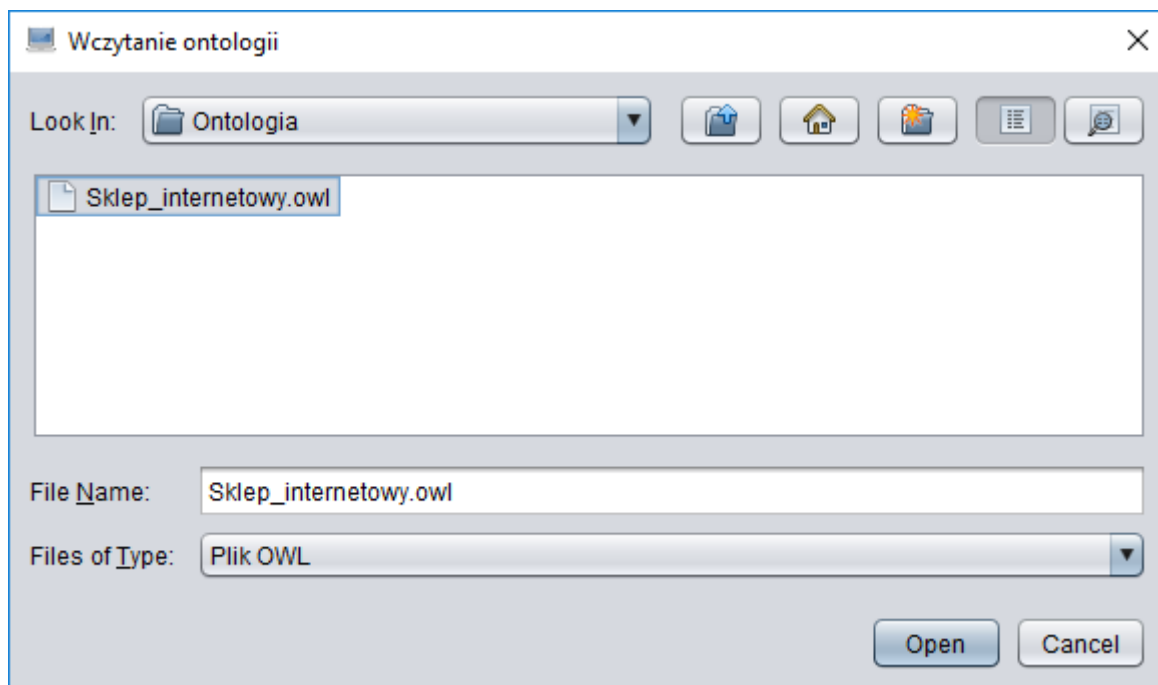 Wczytanie ontologii
Look In: Ontologia
Sklep_internetowy.owl
File Name: Sklep_internetowy.owl
Files of Type: Plik OWL
Open Cancel